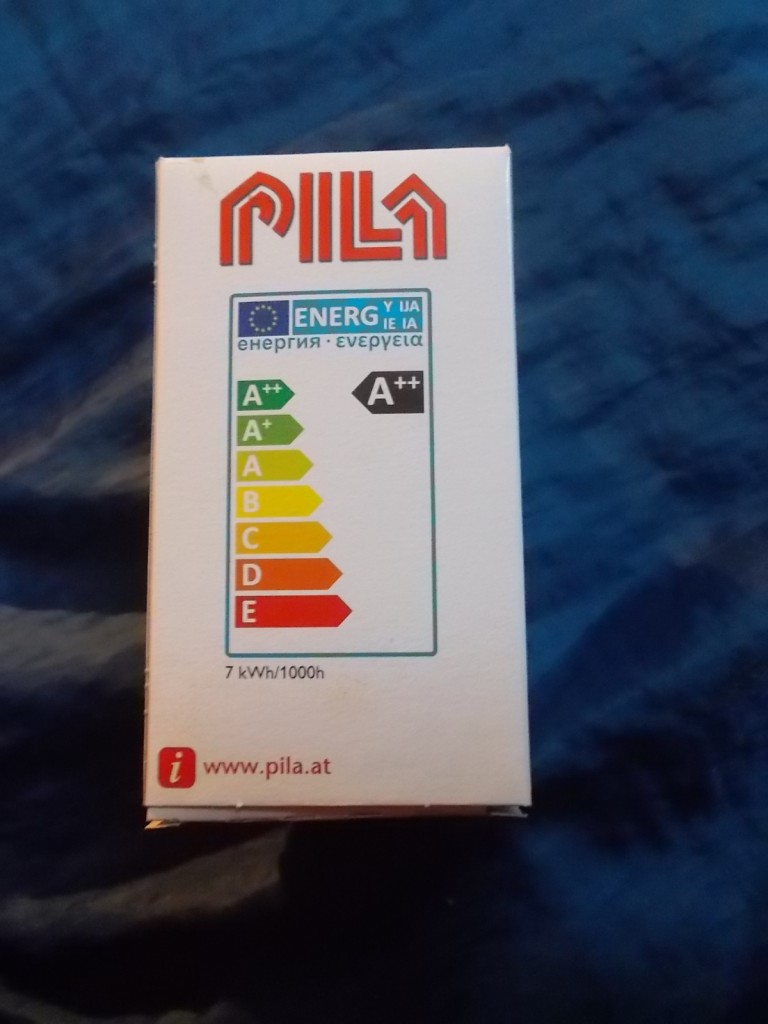 PILA
ENERG Y IJA
IE IA
енергия · ενεργεια
A++ A++
A+
A
B
C
D
E
7 kWh/1000h
i www.pila.at